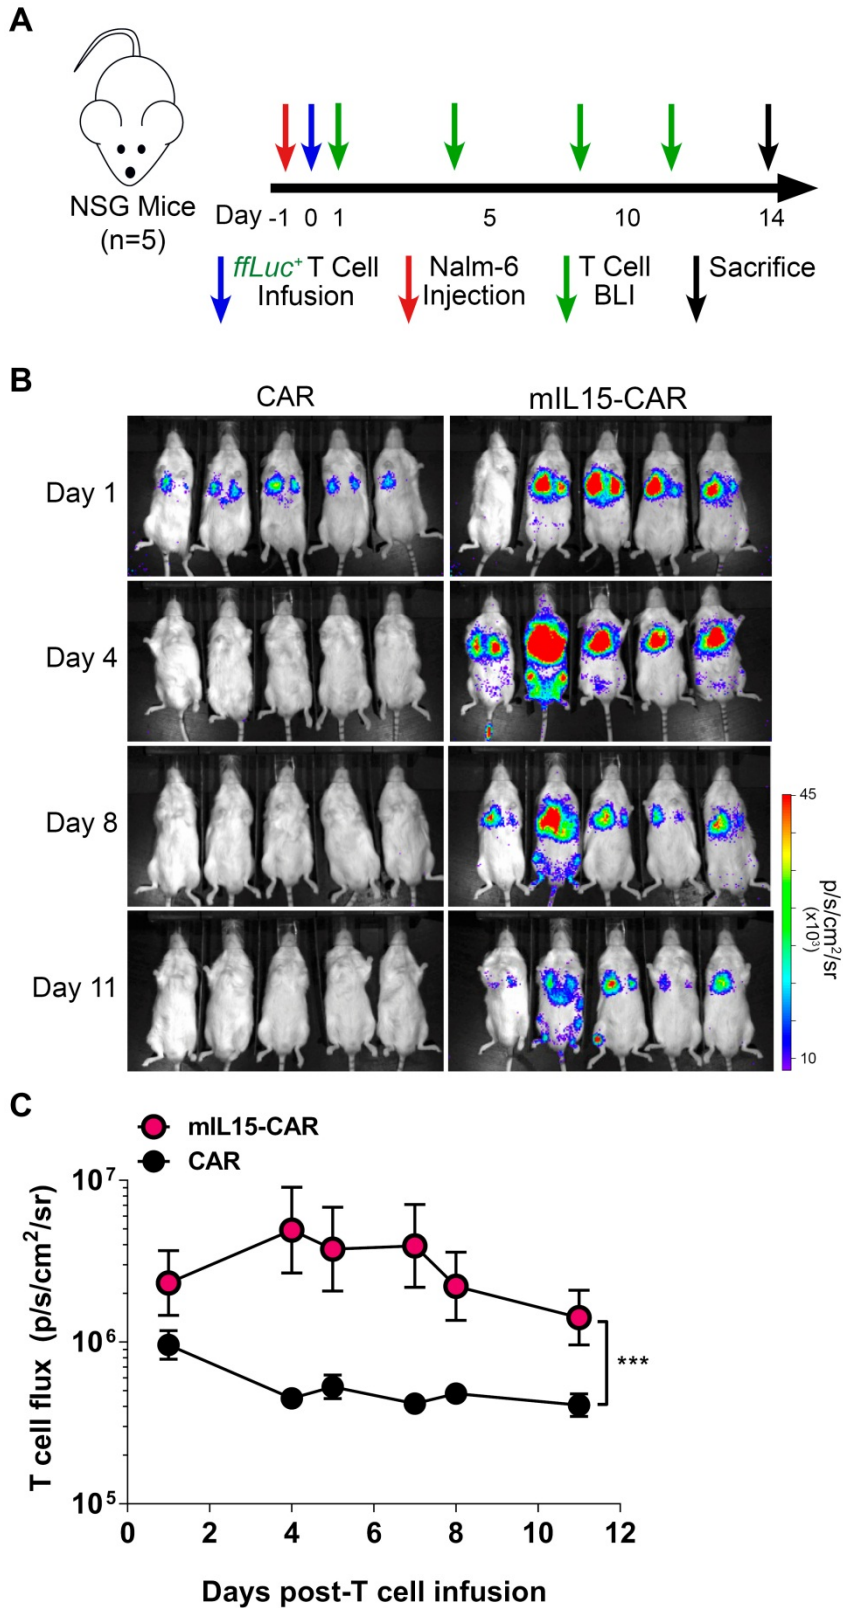 A
NSG Mice
(n=5)
Day -1 0 1 5 10 14
ffLuc⁺ T Cell
Infusion
Nalm-6
Injection
T Cell
BLI
Sacrifice
B
CAR mIL15-CAR
Day 1
Day 4
Day 8
Day 11
45
p/s/cm²/sr
(x10³)
10
C
mIL15-CAR
CAR
T cell flux (p/s/cm²/sr)
10⁷
10⁶
10⁵
***
0 2 4 6 8 10 12
Days post-T cell infusion